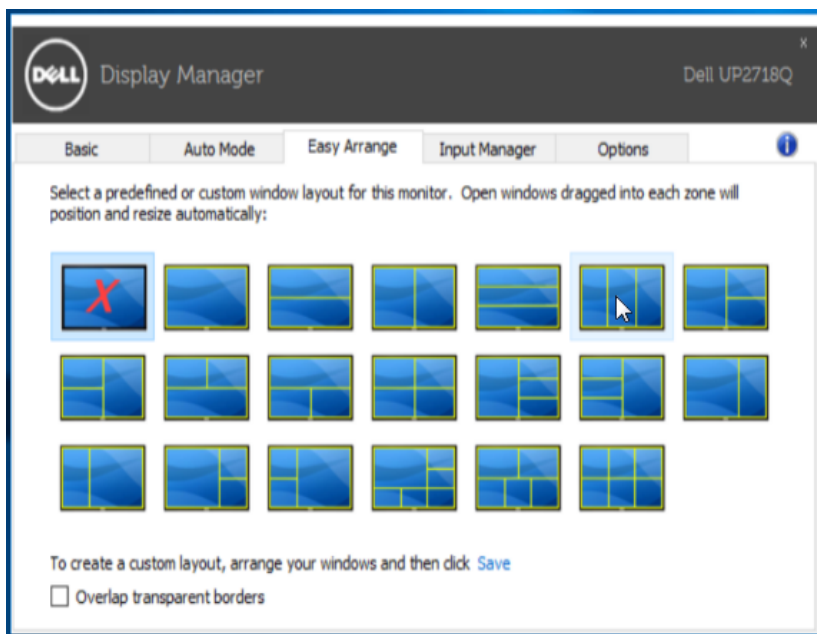 DELL Display Manager
x
Dell UP2718Q
Basic Auto Mode Easy Arrange Input Manager Options
i
Select a predefined or custom window layout for this monitor. Open windows dragged into each zone will
position and resize automatically:
X
To create a custom layout, arrange your windows and then click Save
Overlap transparent borders